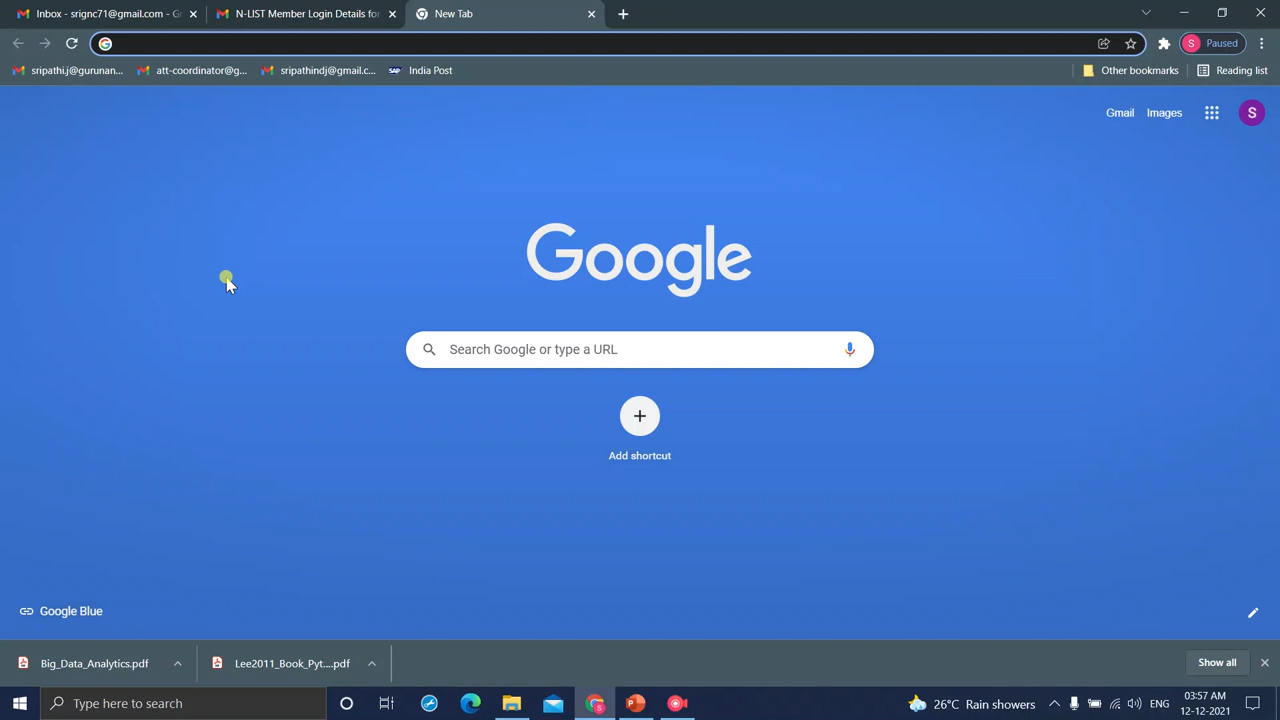 Inbox - srignc71@gmail.com - G
N-LIST Member Login Details for
New Tab
S Paused
sripathi.j@gurunan...
att-coordinator@g...
sripathindj@gmail.c...
SAP India Post
Other bookmarks
Reading list
Gmail Images S
Google
Search Google or type a URL
Add shortcut
Google Blue
Big_Data_Analytics.pdf
Lee2011_Book_Pyt....pdf
Show all
Type here to search
26°C Rain showers
ENG
03:57 AM
12-12-2021